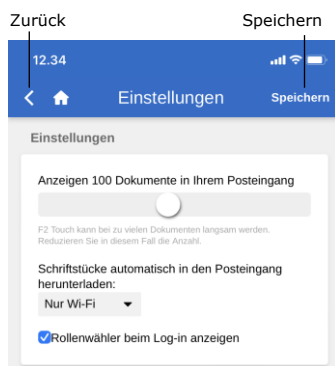 Zurück Speichern
12.34
Einstellungen Speichern
Einstellungen
Anzeigen 100 Dokumente in Ihrem Posteingang
F2 Touch kann bei zu vielen Dokumenten langsam werden.
Reduzieren Sie in diesem Fall die Anzahl.
Schriftstücke automatisch in den Posteingang
herunterladen:
Nur Wi-Fi
Rollenwähler beim Log-in anzeigen